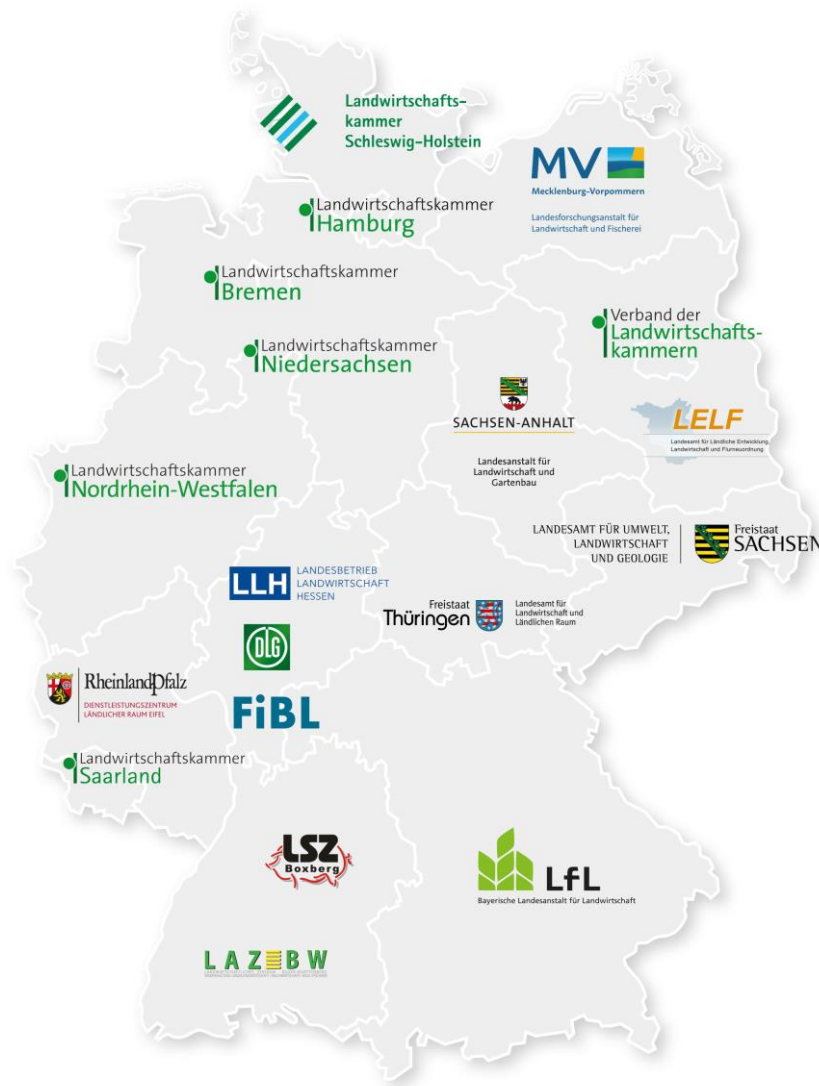 Landwirtschafts-
kammer
Schleswig-Holstein
MV
Mecklenburg-Vorpommern
Landesforschungsanstalt für
Landwirtschaft und Fischerei
Landwirtschaftskammer
Hamburg
Landwirtschaftskammer
Bremen
Verband der
Landwirtschafts-
kammern
Landwirtschaftskammer
Niedersachsen
SACHSEN-ANHALT
Landesanstalt für
Landwirtschaft und
Gartenbau
LELF
Landesamt für Ländliche Entwicklung,
Landwirtschaft und Flurneuordnung
Landwirtschaftskammer
Nordrhein-Westfalen
LANDESAMT FÜR UMWELT,
LANDWIRTSCHAFT
UND GEOLOGIE
Freistaat
SACHSEN
LLH
LANDESBETRIEB
LANDWIRTSCHAFT
HESSEN
Freistaat
Thüringen
Landesamt für
Landwirtschaft und
Ländlichen Raum
DLG
RheinlandPfalz
DIENSTLEISTUNGSZENTRUM
LÄNDLICHER RAUM EIFEL
FiBL
Landwirtschaftskammer
Saarland
LSZ
Boxberg
LfL
Bayerische Landesanstalt für Landwirtschaft
LAZBW